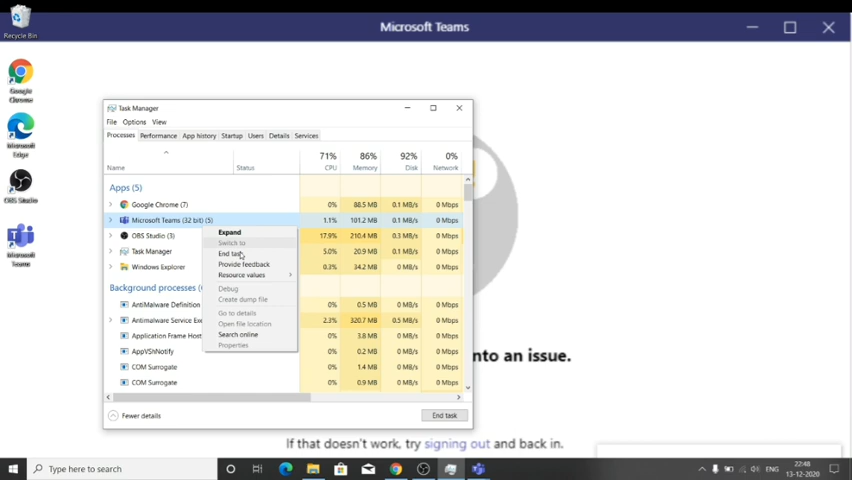 Microsoft Teams
Recycle Bin
Google
Chrome
Microsoft
Edge
OBS Studio
Microsoft
Teams
Task Manager
File Options View
Processes Performance App history Startup Users Details Services
71% 86% 92% 0%
Name Status CPU Memory Disk Network
Apps (5)
Google Chrome (7) 0% 88.5 MB 0.1 MB/s 0 Mbps
Microsoft Teams (32 bit) (5) 1.1% 101.2 MB 0.1 MB/s 0 Mbps
OBS Studio (3) 17.9% 210.4 MB 0.3 MB/s 0 Mbps
Task Manager 5.0% 20.9 MB 0.1 MB/s 0 Mbps
Windows Explorer 0.3% 34.2 MB 0 MB/s 0 Mbps
Background processes
AntiMalware Definition 0% 0.5 MB 0 MB/s 0 Mbps
Antimalware Service 2.3% 320.7 MB 0.5 MB/s 0 Mbps
Application Frame 0% 3.8 MB 0 MB/s 0 Mbps
AppVShNotify 0% 0.2 MB 0 MB/s 0 Mbps
COM Surrogate 0% 1.4 MB 0 MB/s 0 Mbps
COM Surrogate 0% 0.9 MB 0 MB/s 0 Mbps
Expand
Switch to
End task
Provide feedback
Resource values
Debug
Create dump file
Go to details
Open file location
Search online
Properties
Fewer details
End task
into an issue.
If that doesn't work, try signing out and back in.
Type here to search
ENG
22:48
13-12-2020